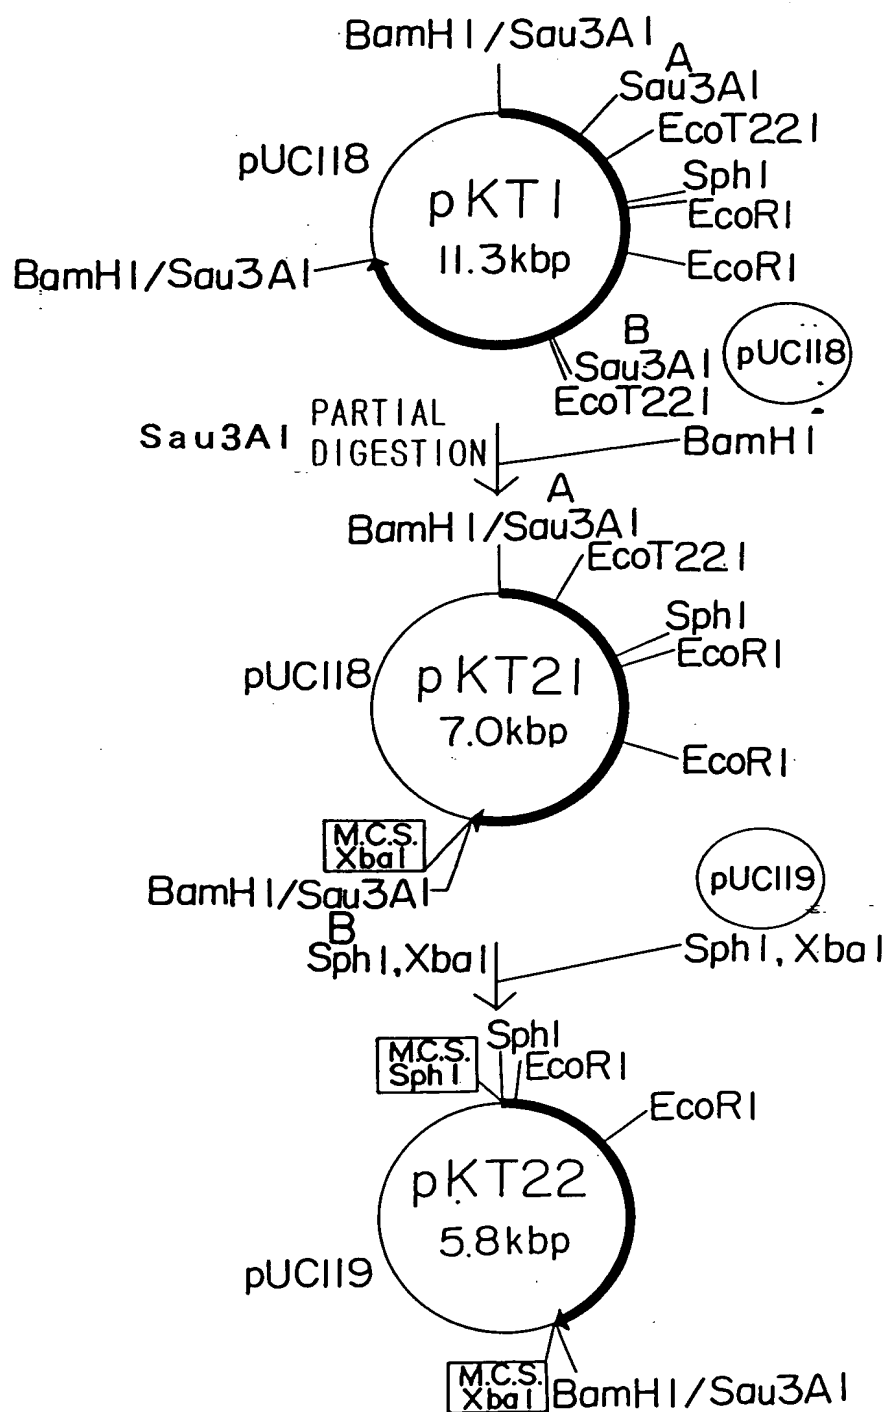 BamHI/Sau3AI
A
Sau3AI
EcoT22I
pUC118
SphI
EcoRI
pKT1
11.3kbp
EcoRI
BamHI/Sau3AI
B
Sau3AI
EcoT22I
pUC118
Sau3AI PARTIAL
DIGESTION
BamHI
A
BamHI/Sau3AI
EcoT22I
SphI
EcoRI
pUC118
pKT21
7.0kbp
EcoRI
M.C.S.
XbaI
BamHI/Sau3AI
B
pUC119
SphI, XbaI
SphI, XbaI
SphI
M.C.S.
SphI
EcoRI
EcoRI
pKT22
5.8kbp
pUC119
M.C.S.
XbaI
BamHI/Sau3AI